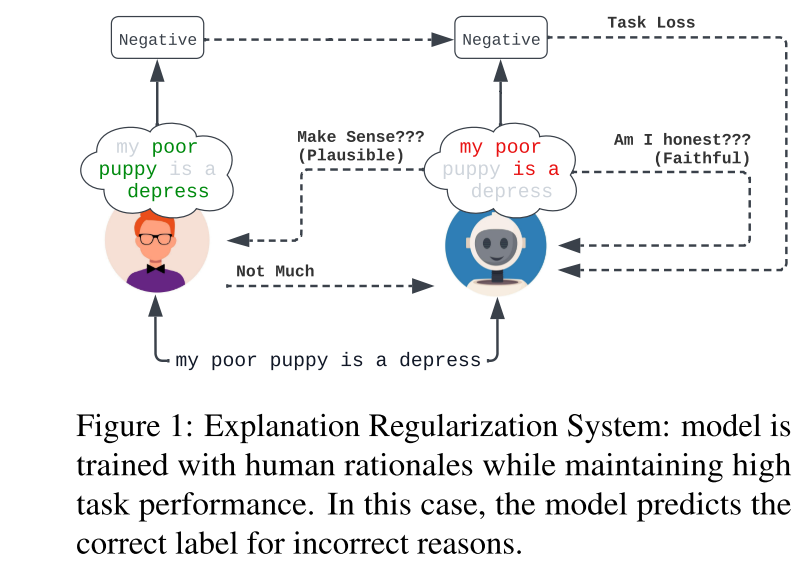 Task Loss
Negative
Negative
Make Sense???
(Plausible)
Am I honest???
(Faithful)
my poor
puppy is a
depress
my poor
puppy is a
depress
Not Much
my poor puppy is a depress
Figure 1: Explanation Regularization System: model is
trained with human rationales while maintaining high
task performance. In this case, the model predicts the
correct label for incorrect reasons.